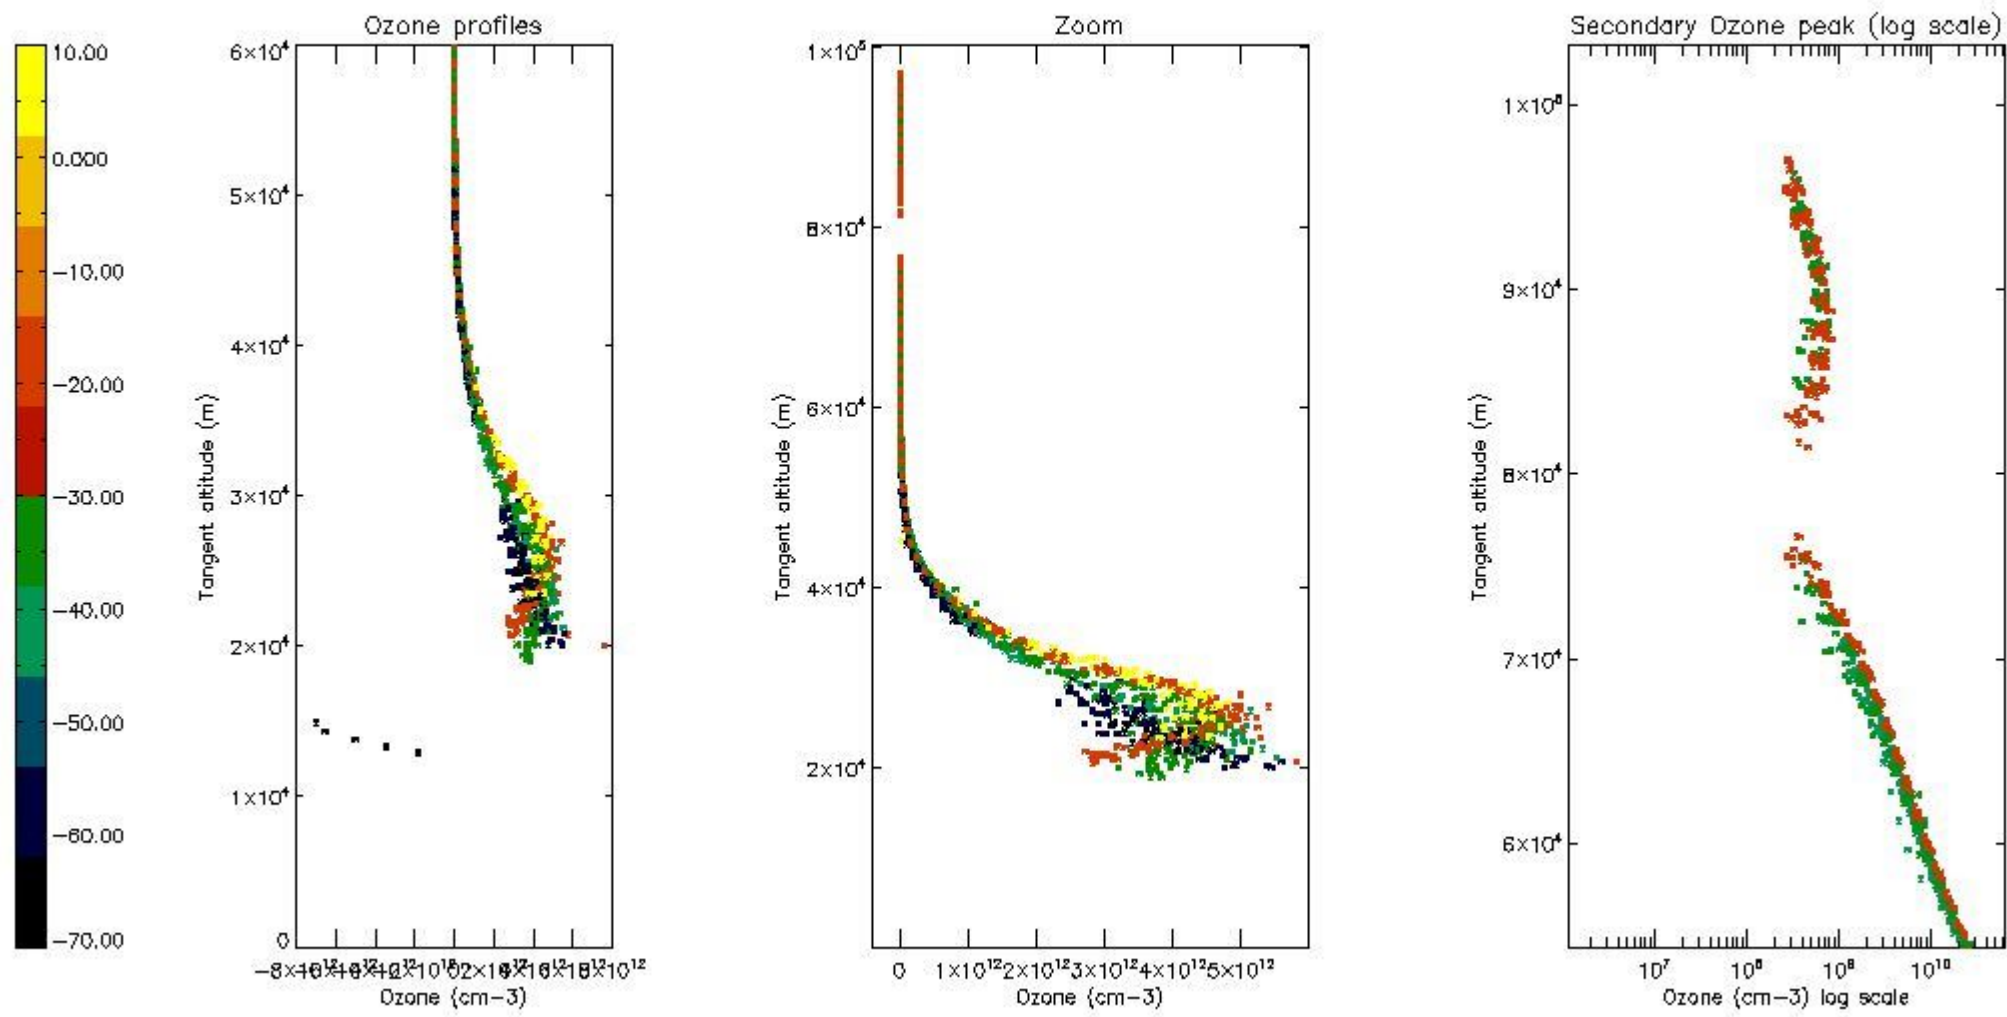 Ozone profiles
Zoom
Secondary Ozone peak (log scale)
10.00
0.000
−10.00
−20.00
−30.00
−40.00
−50.00
−60.00
−70.00
Tangent altitude (m)
6×10⁴
5×10⁴
4×10⁴
3×10⁴
2×10⁴
1×10⁴
0
Ozone (cm−3)
Tangent altitude (m)
1×10⁵
8×10⁴
6×10⁴
4×10⁴
2×10⁴
0 1×10¹² 2×10¹² 3×10¹² 4×10¹² 5×10¹²
Ozone (cm−3)
Tangent altitude (m)
9×10⁴
8×10⁴
7×10⁴
6×10⁴
10⁷ 10⁸ 10⁹ 10¹⁰
Ozone (cm−3) log scale